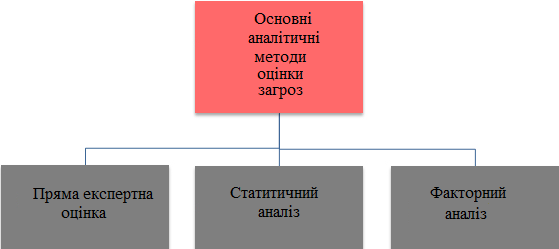 Основні
аналітичні
методи
оцінки
загроз
Пряма експертна
оцінка
Статитичний
аналіз
Факторний
аналіз